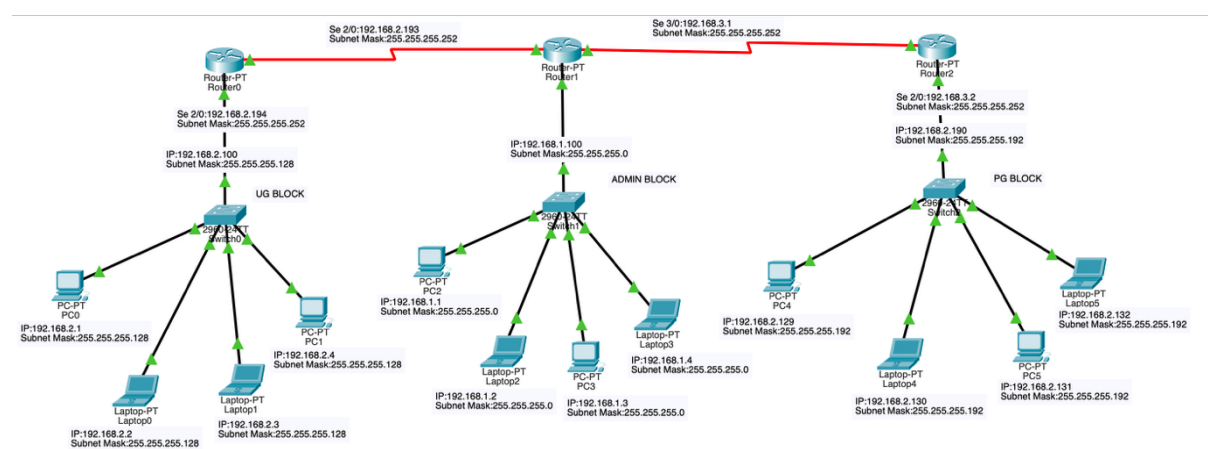 Se 2/0:192.168.2.193
Subnet Mask:255.255.255.252
Se 3/0:192.168.3.1
Subnet Mask:255.255.255.252
Router-PT
Router0
Router-PT
Router1
Router-PT
Router2
Se 2/0:192.168.2.194
Subnet Mask:255.255.255.252
Se 2/0:192.168.3.2
Subnet Mask:255.255.255.252
IP:192.168.2.100
Subnet Mask:255.255.255.128
IP:192.168.1.100
Subnet Mask:255.255.255.0
IP:192.168.2.190
Subnet Mask:255.255.255.192
UG BLOCK
ADMIN BLOCK
PG BLOCK
2960-24TT
Switch0
2960-24TT
Switch1
2960-24TT
Switch2
PC-PT
PC0
IP:192.168.2.1
Subnet Mask:255.255.255.128
PC-PT
PC1
IP:192.168.2.4
Subnet Mask:255.255.255.128
Laptop-PT
Laptop0
IP:192.168.2.2
Subnet Mask:255.255.255.128
Laptop-PT
Laptop1
IP:192.168.2.3
Subnet Mask:255.255.255.128
PC-PT
PC2
IP:192.168.1.1
Subnet Mask:255.255.255.0
Laptop-PT
Laptop2
IP:192.168.1.2
Subnet Mask:255.255.255.0
PC-PT
PC3
IP:192.168.1.3
Subnet Mask:255.255.255.0
Laptop-PT
Laptop3
IP:192.168.1.4
Subnet Mask:255.255.255.0
PC-PT
PC4
IP:192.168.2.129
Subnet Mask:255.255.255.192
Laptop-PT
Laptop4
IP:192.168.2.130
Subnet Mask:255.255.255.192
PC-PT
PC5
IP:192.168.2.131
Subnet Mask:255.255.255.192
Laptop-PT
Laptop5
IP:192.168.2.132
Subnet Mask:255.255.255.192